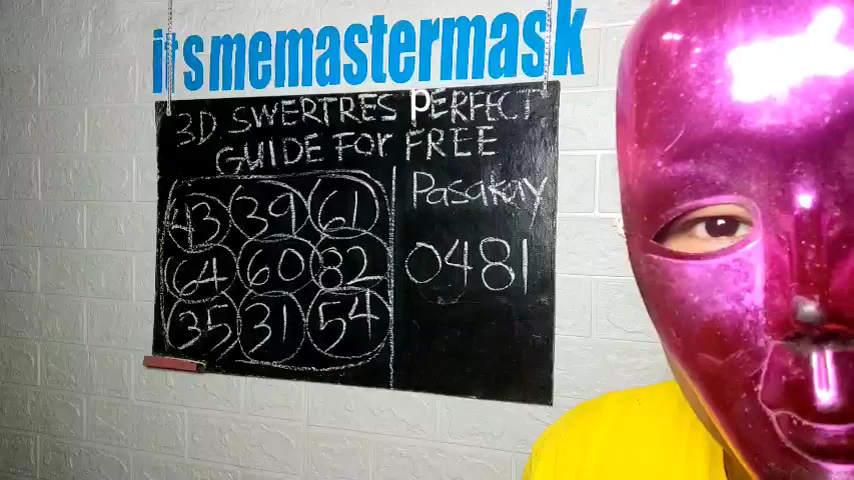 itsmemastermask
3D SWERTRES PERFECT
GUIDE FOr FREE
43 39 61
64 60 82
35 31 54
Pasakay
0481